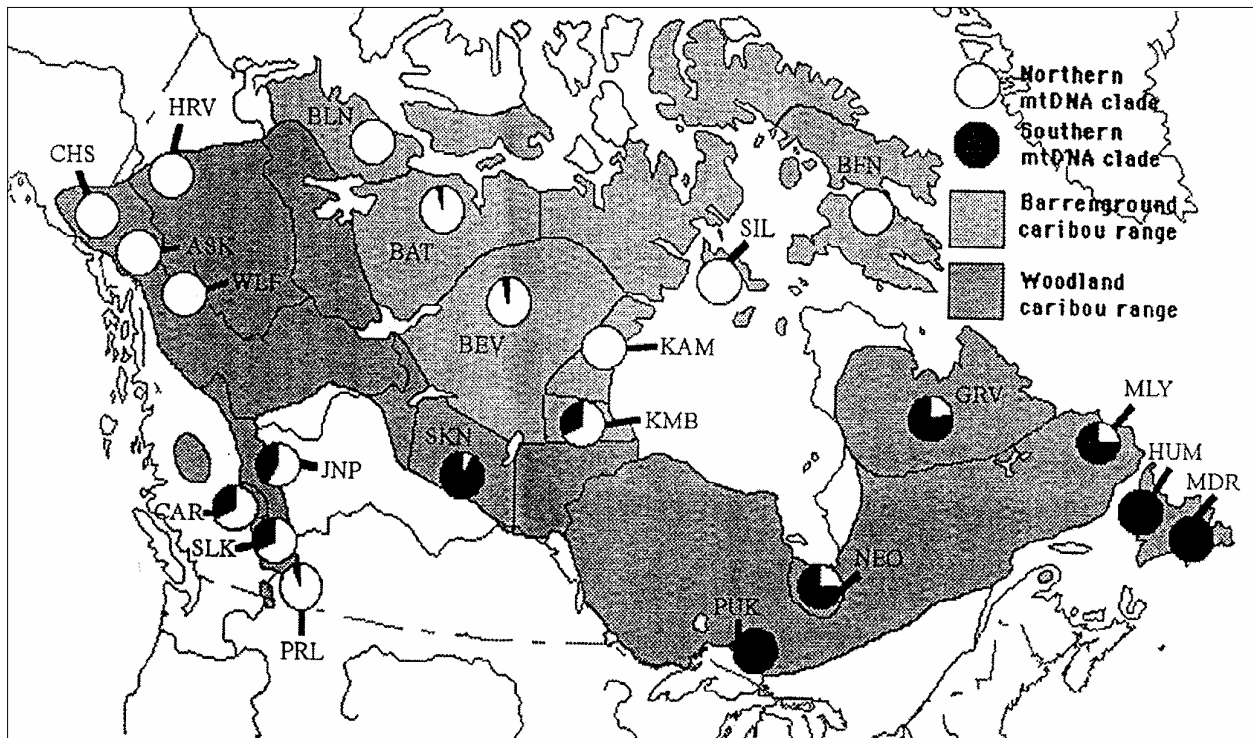 Northern
mtDNA clade
Southern
mtDNA clade
Barrenground
caribou range
Woodland
caribou range
HRV
BLN
CHS
BFN
ASK
SIL
BAT
WLF
BEV
KAM
GRV
MLY
KMB
SKN
HUM
JNP
MDR
CAR
SLK
NEO
PUK
PRL